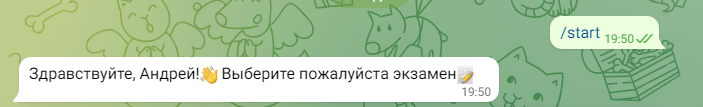 /start 19:50
Здравствуйте, Андрей!👋 Выберите пожалуйста экзамен📝
19:50